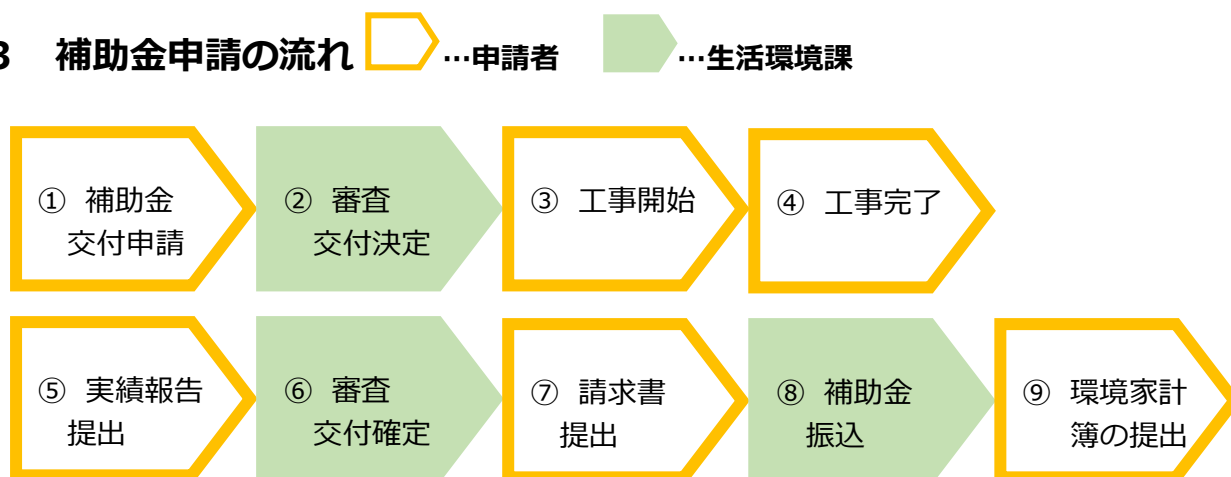 3 補助金申請の流れ …申請者 …生活環境課
① 補助金
交付申請
② 審査
交付決定
③ 工事開始
④ 工事完了
⑤ 実績報告
提出
⑥ 審査
交付確定
⑦ 請求書
提出
⑧ 補助金
振込
⑨ 環境家計
簿の提出